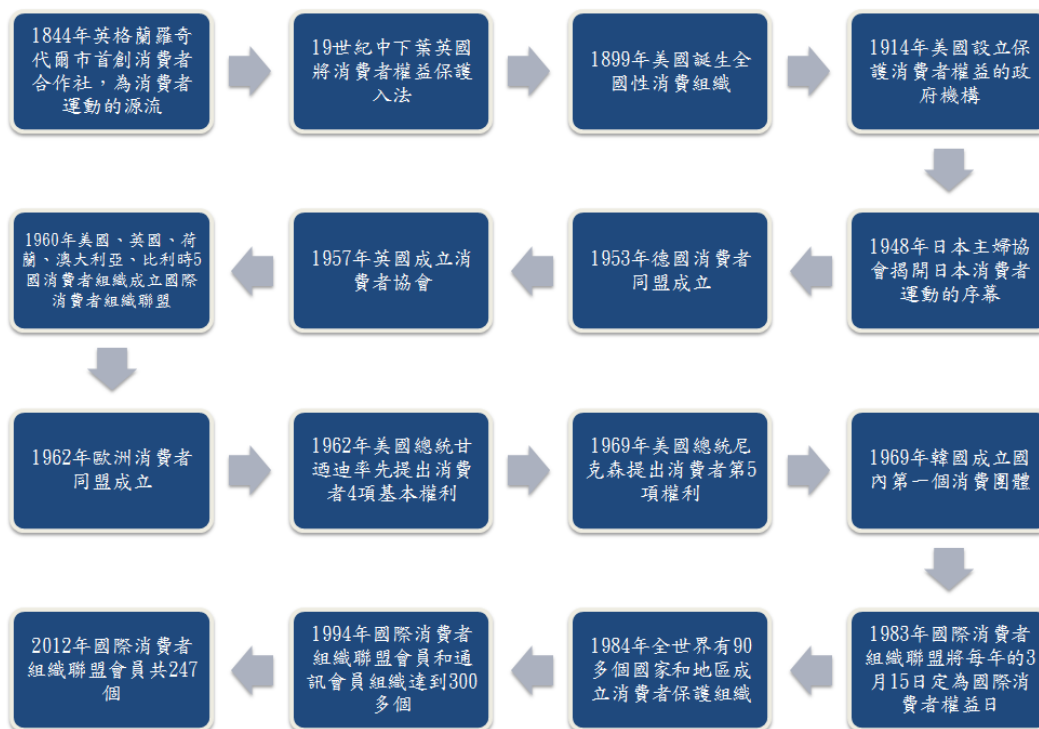 1844年英格蘭羅奇
代爾市首創消費者
合作社，為消費者
運動的源流
19世紀中下葉英國
將消費者權益保護
入法
1899年美國誕生全
國性消費組織
1914年美國設立保
護消費者權益的政
府機構
1948年日本主婦協
會揭開日本消費者
運動的序幕
1953年德國消費者
同盟成立
1957年英國成立消
費者協會
1960年美國、英國、荷
蘭、澳大利亞、比利時5
國消費者組織成立國際
消費者組織聯盟
1962年歐洲消費者
同盟成立
1962年美國總統甘
迺迪率先提出消費
者4項基本權利
1969年美國總統尼
克森提出消費者第5
項權利
1969年韓國成立國
內第一個消費團體
1983年國際消費者
組織聯盟將每年的3
月15日定為國際消
費者權益日
1984年全世界有90
多個國家和地區成
立消費者保護組織
1994年國際消費者
組織聯盟會員和通
訊會員組織達到300
多個
2012年國際消費者
組織聯盟會員共247
個